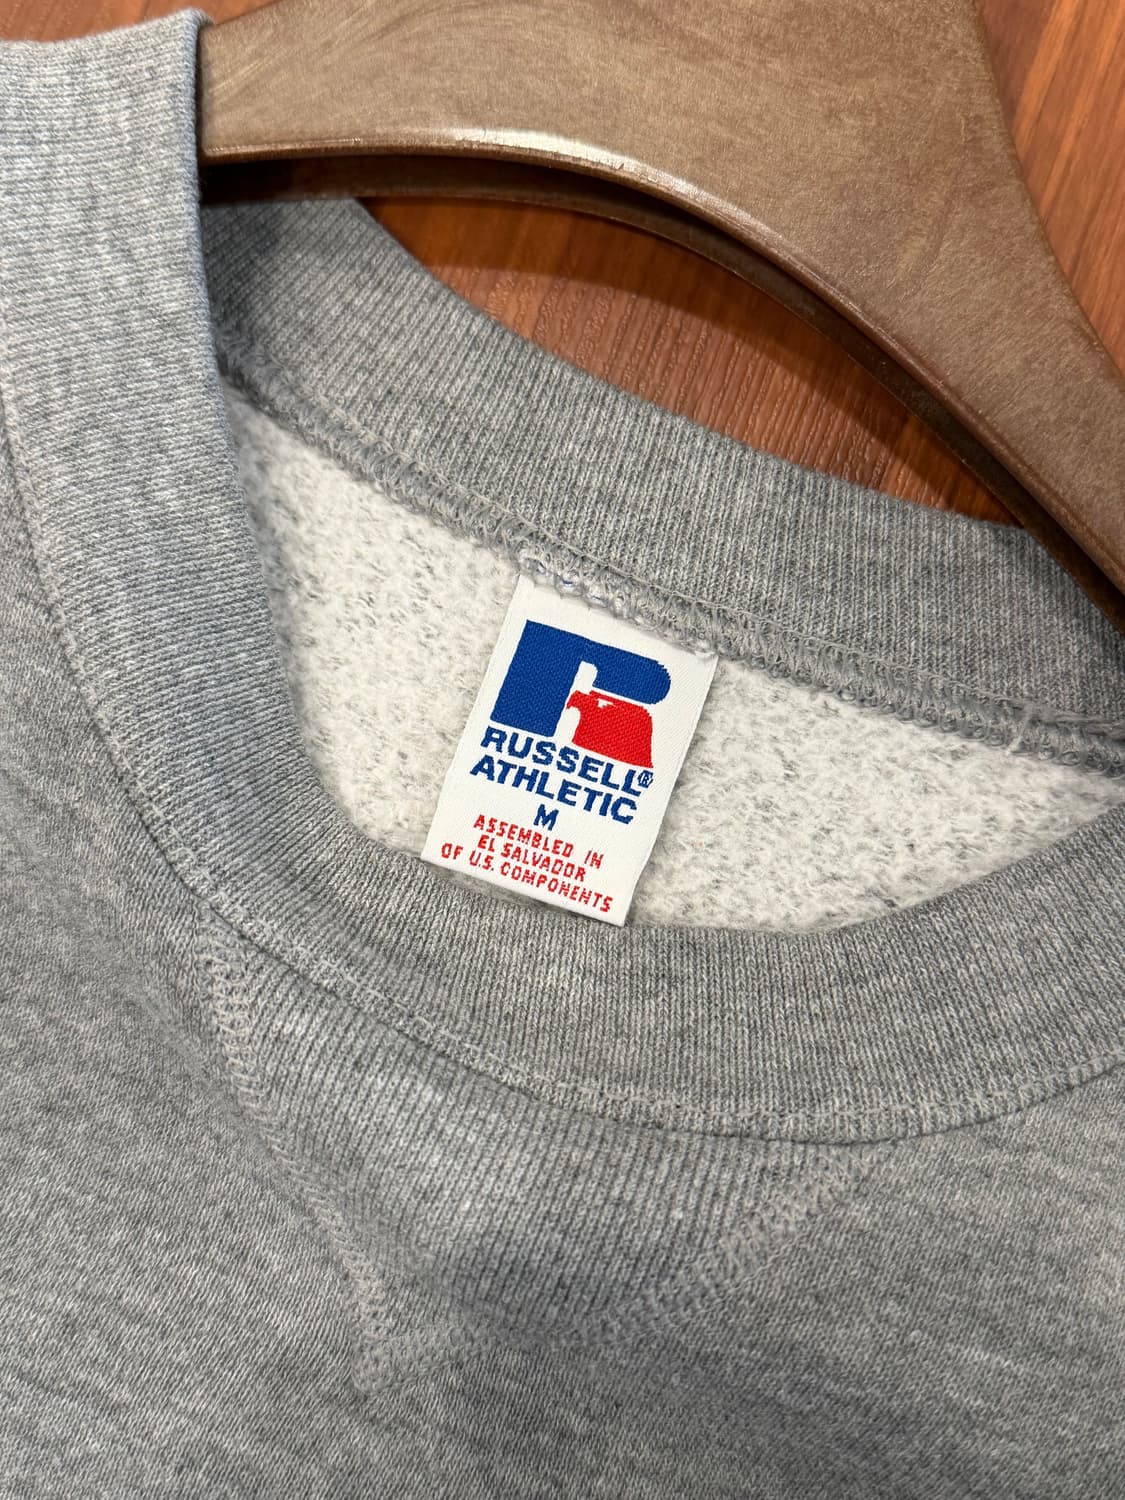 RUSSELL®
ATHLETIC
M
ASSEMBLED IN
EL SALVADOR
OF U.S. COMPONENTS